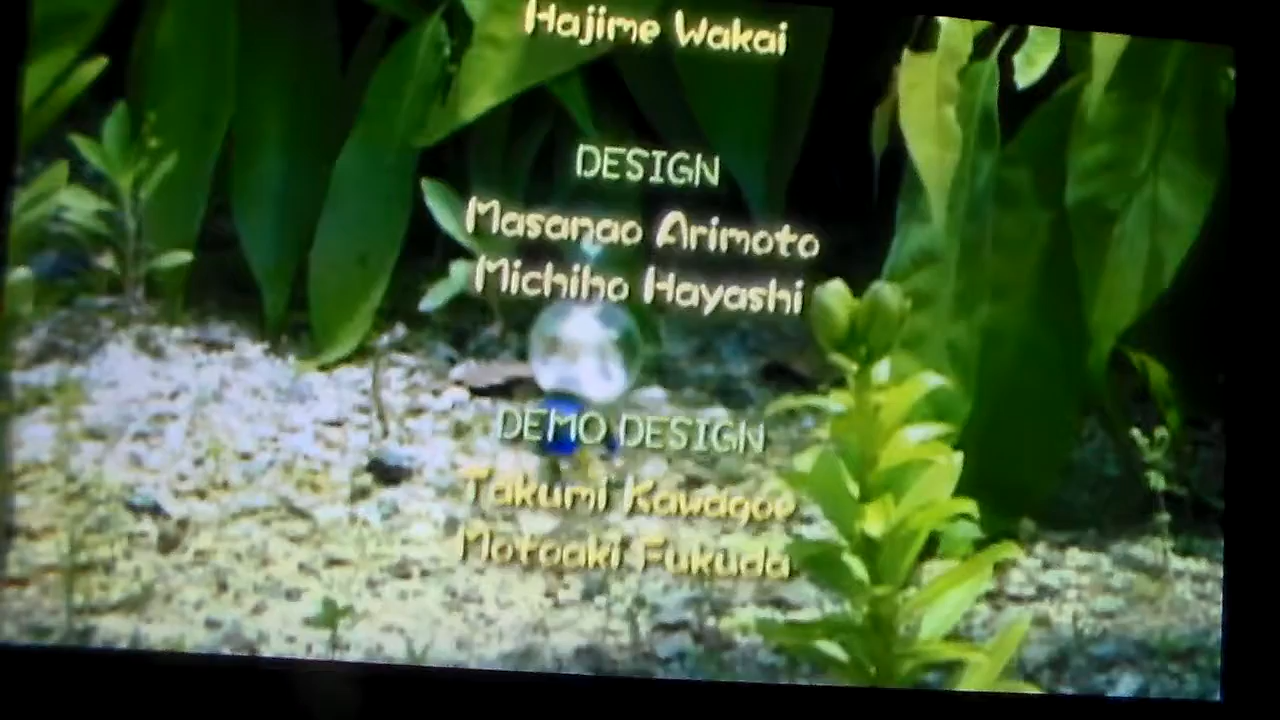 Hajime Wakai
DESIGN
Masanao Arimoto
Michiho Hayashi
DEMO DESIGN
Takumi Kawagoe
Motoaki Fukuda